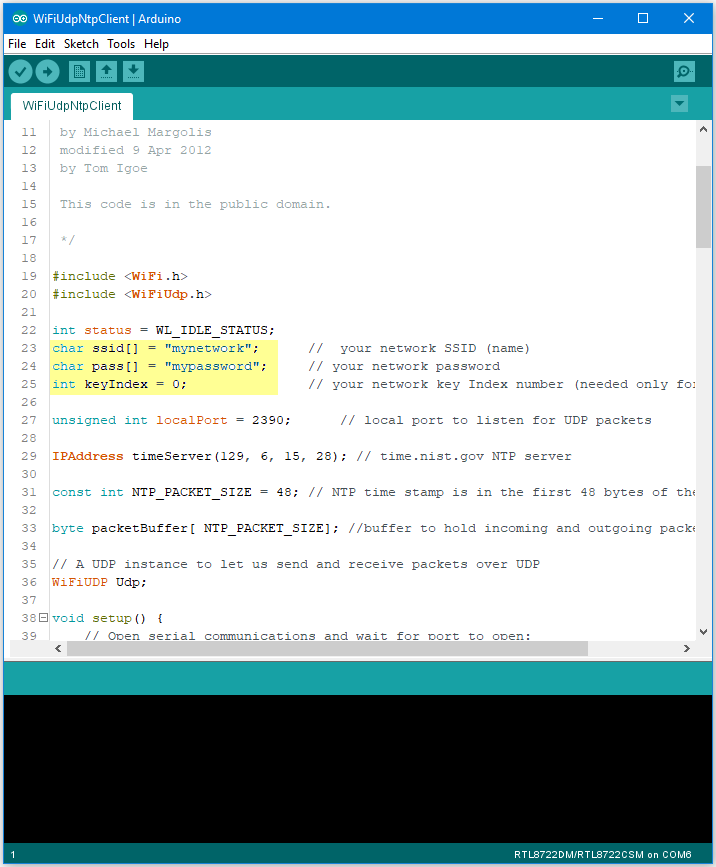 WiFiUdpNtpClient | Arduino
File Edit Sketch Tools Help
WiFiUdpNtpClient
11 by Michael Margolis
12 modified 9 Apr 2012
13 by Tom Igoe
14
15 This code is in the public domain.
16
17 */
18
19 #include <WiFi.h>
20 #include <WiFiUdp.h>
21
22 int status = WL_IDLE_STATUS;
23 char ssid[] = "mynetwork"; // your network SSID (name)
24 char pass[] = "mypassword"; // your network password
25 int keyIndex = 0; // your network key Index number (needed only for
26
27 unsigned int localPort = 2390; // local port to listen for UDP packets
28
29 IPAddress timeServer(129, 6, 15, 28); // time.nist.gov NTP server
30
31 const int NTP_PACKET_SIZE = 48; // NTP time stamp is in the first 48 bytes of the
32
33 byte packetBuffer[ NTP_PACKET_SIZE]; //buffer to hold incoming and outgoing packe
34
35 // A UDP instance to let us send and receive packets over UDP
36 WiFiUDP Udp;
37
38 void setup() {
39 // Open serial communications and wait for port to open:
1 RTL8722DM/RTL8722CSM on COM6